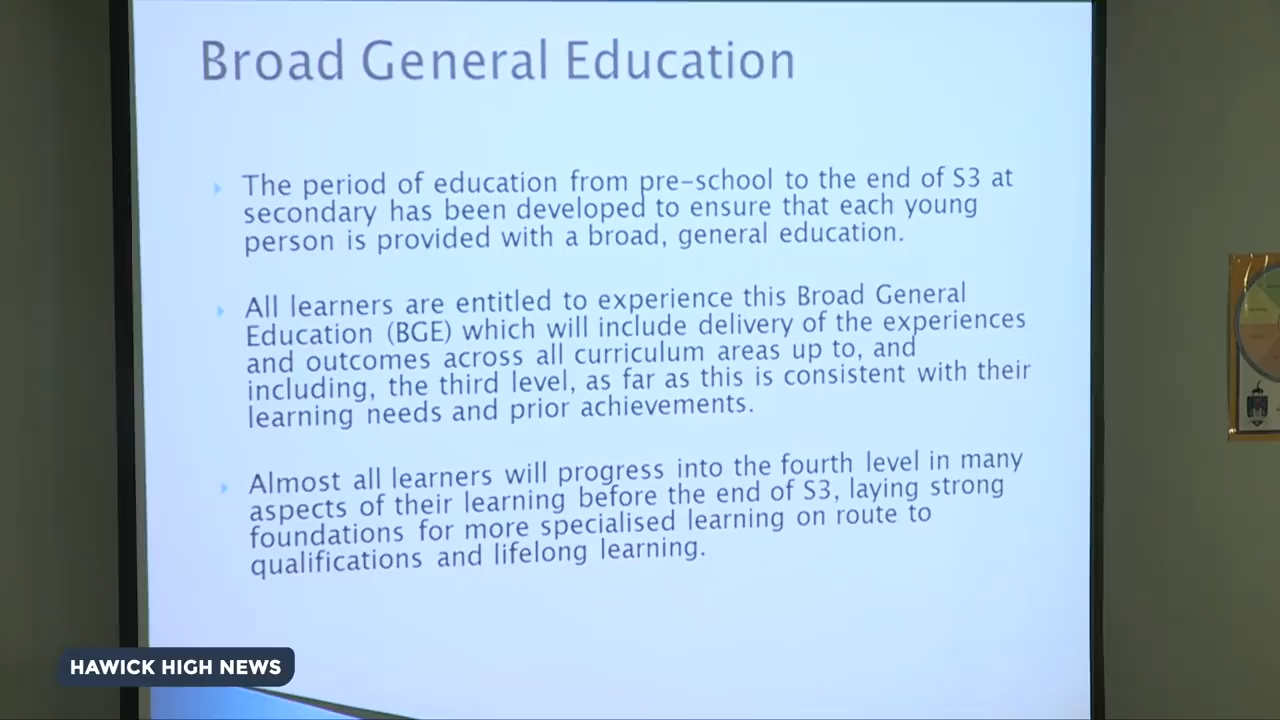 Broad General Education
The period of education from pre-school to the end of S3 at
secondary has been developed to ensure that each young
person is provided with a broad, general education.
All learners are entitled to experience this Broad General
Education (BGE) which will include delivery of the experiences
and outcomes across all curriculum areas up to, and
including, the third level, as far as this is consistent with their
learning needs and prior achievements.
Almost all learners will progress into the fourth level in many
aspects of their learning before the end of S3, laying strong
foundations for more specialised learning on route to
qualifications and lifelong learning.
HAWICK HIGH NEWS